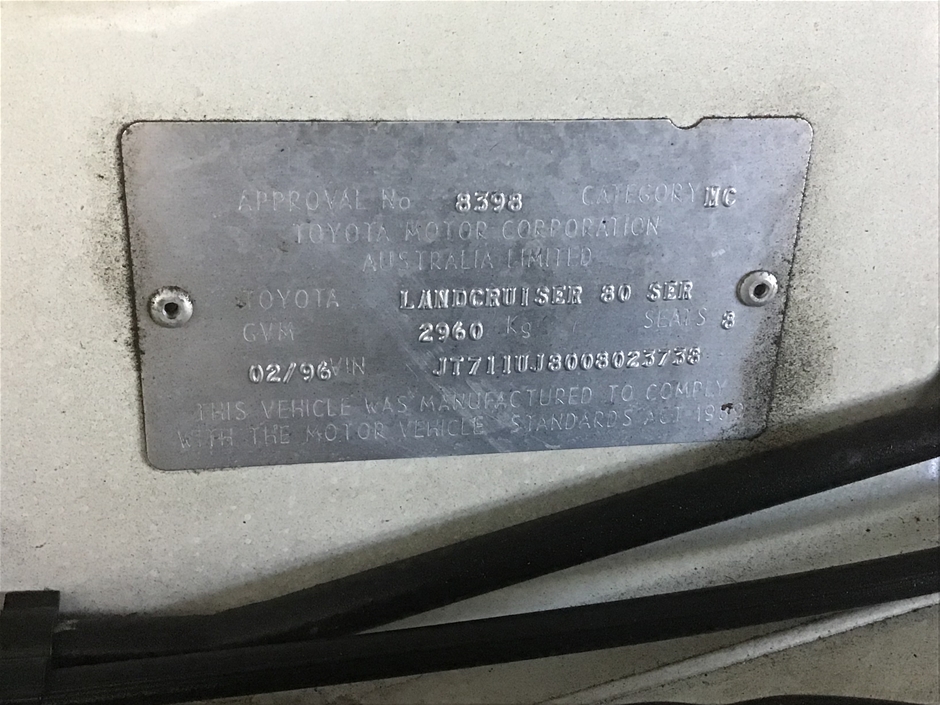 APPROVAL No 8398 CATEGORY MC
TOYOTA MOTOR CORPORATION
AUSTRALIA LIMITED
TOYOTA LANDCRUISER 80 SER
GVM 2960 Kg SEATS 8
02/96 VIN JT711UJ8008023738
THIS VEHICLE WAS MANUFACTURED TO COMPLY
WITH THE MOTOR VEHICLE STANDARDS ACT 1989